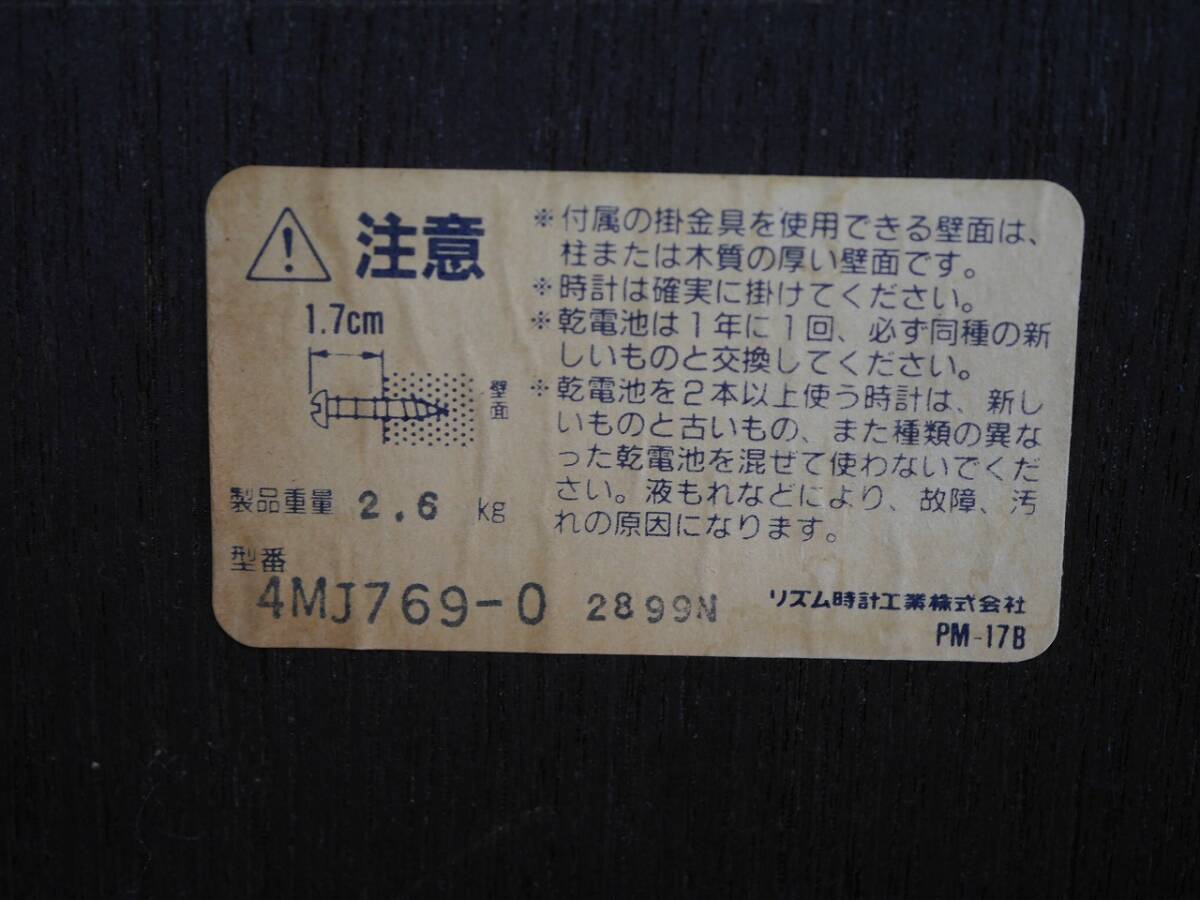 注意
1.7cm
壁面
製品重量 2.6 kg
型番
4MJ769-0 2899N
※付属の掛金具を使用できる壁面は、
柱または木質の厚い壁面です。
※時計は確実に掛けてください。
※乾電池は1年に1回、必ず同種の新
しいものと交換してください。
※乾電池を2本以上使う時計は、新し
いものと古いもの、また種類の異な
った乾電池を混ぜて使わないでくだ
さい。液もれなどにより、故障、汚
れの原因になります。
リズム時計工業株式会社
PM-17B